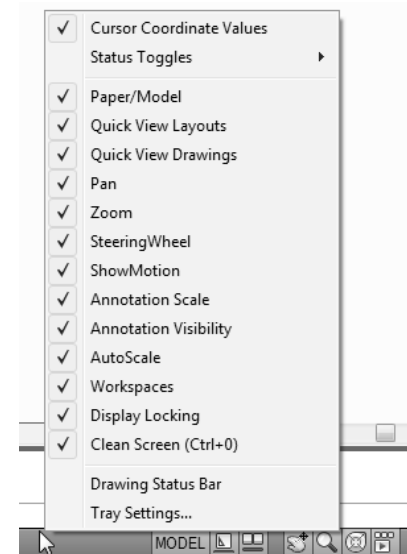 Cursor Coordinate Values
Status Toggles
Paper/Model
Quick View Layouts
Quick View Drawings
Pan
Zoom
SteeringWheel
ShowMotion
Annotation Scale
Annotation Visibility
AutoScale
Workspaces
Display Locking
Clean Screen (Ctrl+0)
Drawing Status Bar
Tray Settings...
MODEL